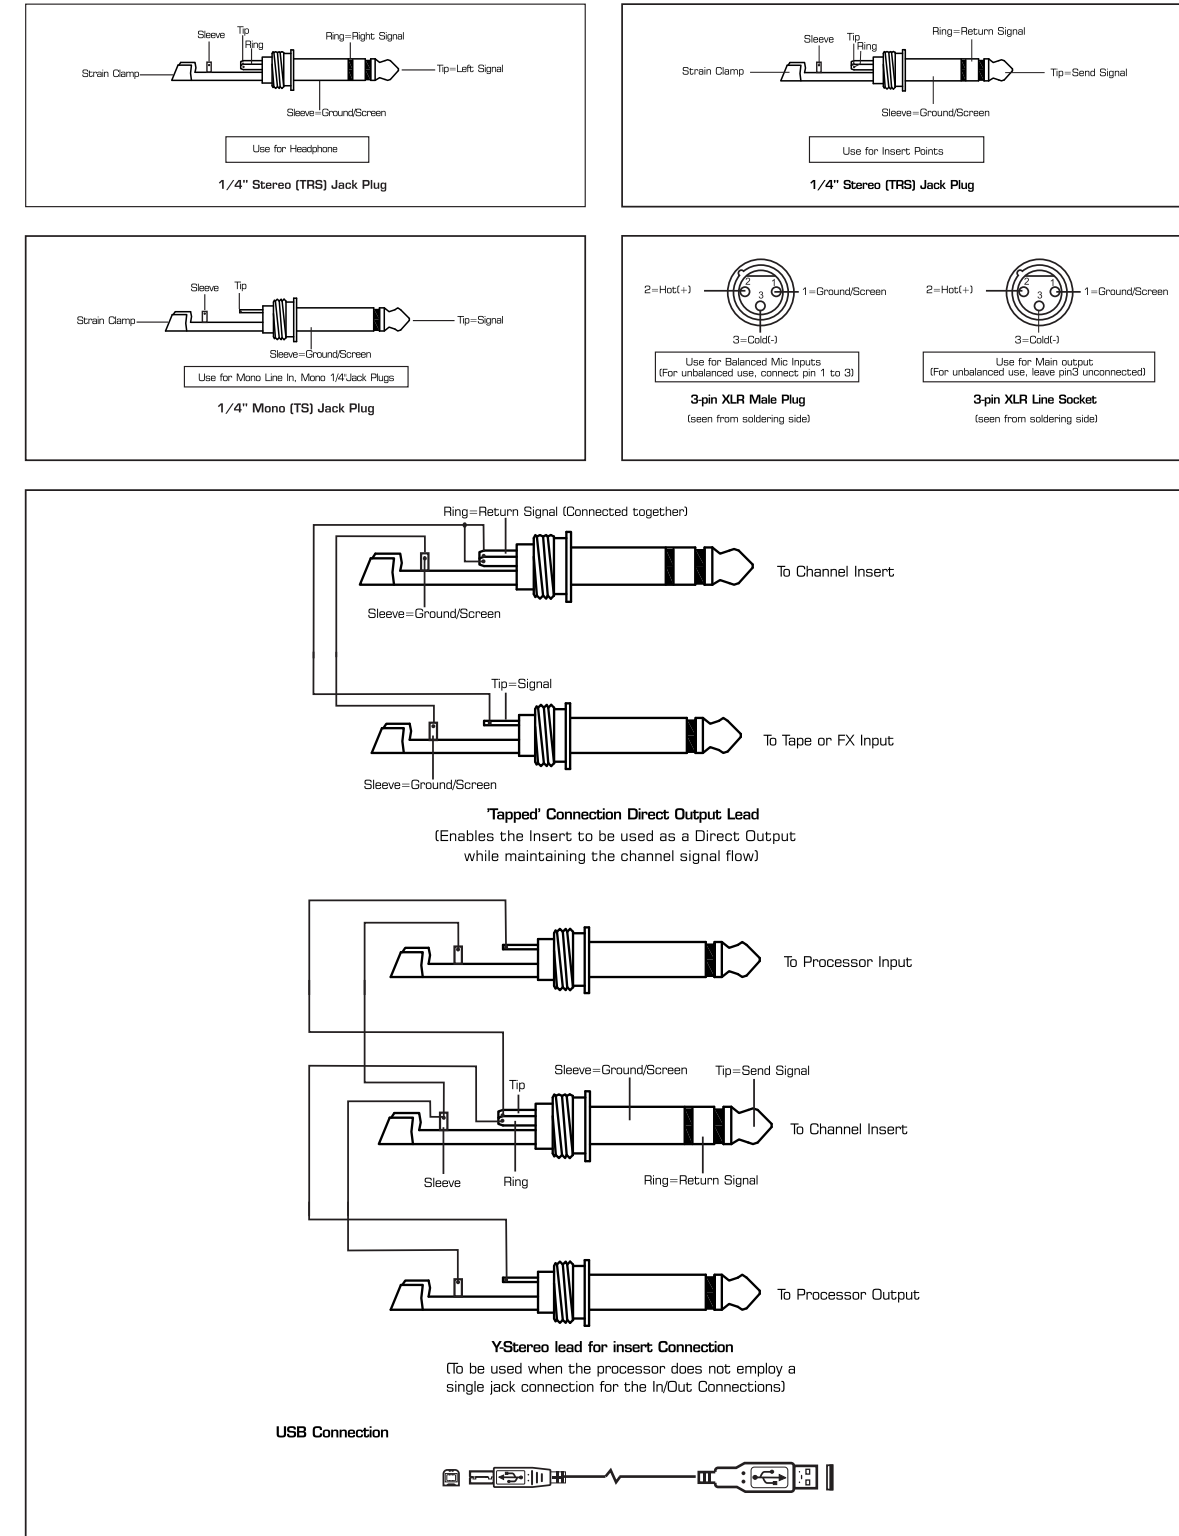 Sleeve
Tip
Ring
Ring=Right Signal
Strain Clamp
Tip=Left Signal
Sleeve=Ground/Screen
Use for Headphone
1/4" Stereo (TRS) Jack Plug
Sleeve
Tip
Ring
Ring=Return Signal
Strain Clamp
Tip=Send Signal
Sleeve=Ground/Screen
Use for Insert Points
1/4" Stereo (TRS) Jack Plug
Sleeve
Tip
Strain Clamp
Tip=Signal
Sleeve=Ground/Screen
Use for Mono Line In, Mono 1/4"Jack Plugs
1/4" Mono (TS) Jack Plug
2=Hot(+)
2
1
3
1=Ground/Screen
3=Cold(-)
Use for Balanced Mic Inputs
(For unbalanced use, connect pin 1 to 3)
3-pin XLR Male Plug
(seen from soldering side)
2=Hot(+)
2
1
3
1=Ground/Screen
3=Cold(-)
Use for Main output
(For unbalanced use, leave pin3 unconnected)
3-pin XLR Line Socket
(seen from soldering side)
Ring=Return Signal (Connected together)
To Channel Insert
Sleeve=Ground/Screen
Tip=Signal
To Tape or FX Input
Sleeve=Ground/Screen
'Tapped' Connection Direct Output Lead
(Enables the Insert to be used as a Direct Output
while maintaining the channel signal flow)
To Processor Input
Sleeve=Ground/Screen
Tip=Send Signal
Tip
To Channel Insert
Sleeve
Ring
Ring=Return Signal
To Processor Output
Y-Stereo lead for insert Connection
(To be used when the processor does not employ a
single jack connection for the In/Out Connections)
USB Connection